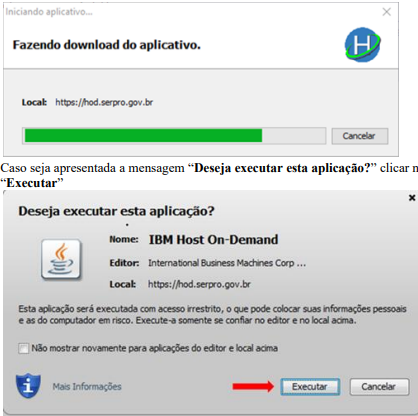 Iniciando aplicativo...
Fazendo download do aplicativo.
H
Local: https://hod.serpro.gov.br
Cancelar
Caso seja apresentada a mensagem “Deseja executar esta aplicação?” clicar
“Executar”
Deseja executar esta aplicação?
Nome: IBM Host On-Demand
Editor: International Business Machines Corp ...
Local: https://hod.serpro.gov.br
Java
Esta aplicação será executada com acesso irrestrito, o que pode colocar suas informações pessoais
e as do computador em risco. Execute-a somente se confiar no editor e no local acima.
Não mostrar novamente para aplicações do editor e local acima
Mais Informações
Executar
Cancelar